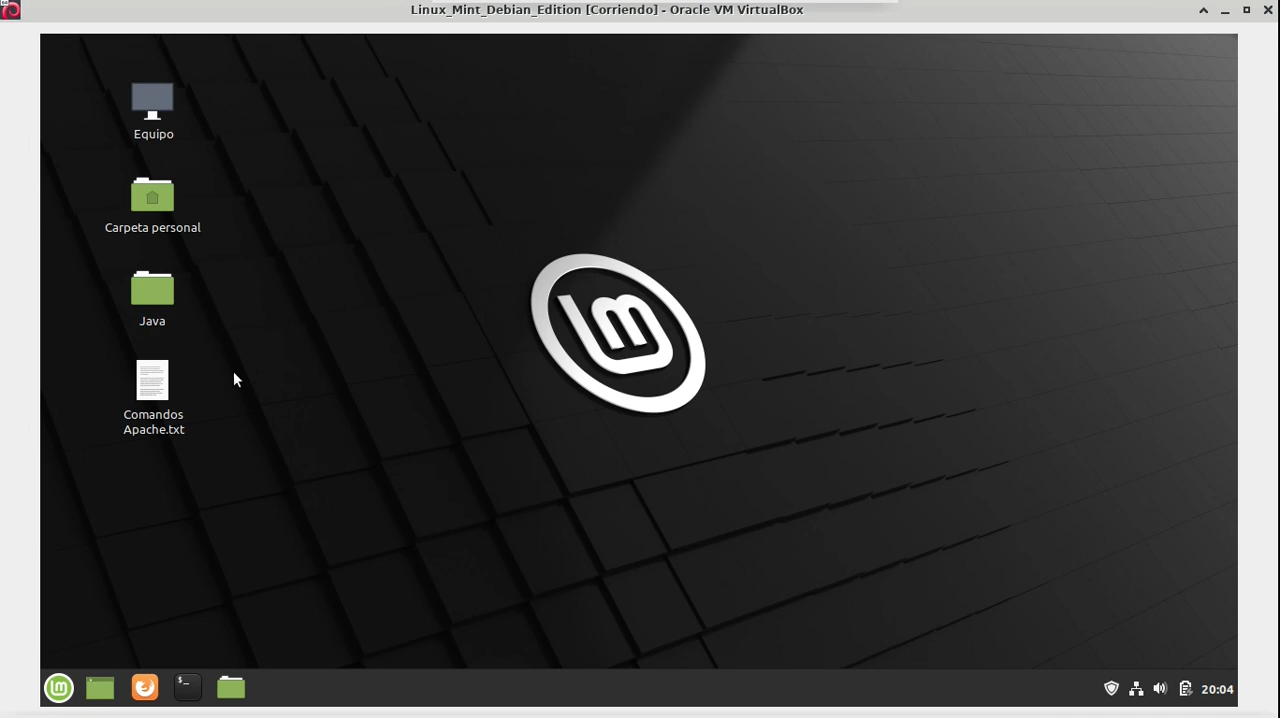 Linux_Mint_Debian_Edition [Corriendo] - Oracle VM VirtualBox
Equipo
Carpeta personal
Java
Comandos
Apache.txt
20:04